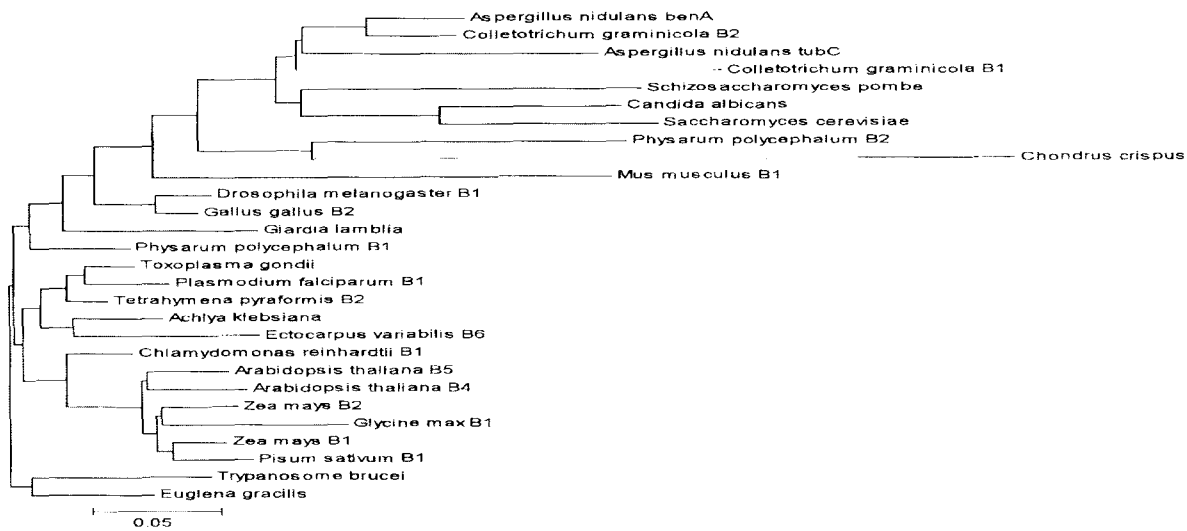 Aspergillus nidulans benA
Colletotrichum graminicola B2
Aspergillus nidulans tubC
Colletotrichum graminicola B1
Schizosaccharomyces pombe
Candida albicans
Saccharomyces cerevisiae
Physarum polycephalum B2
Chondrus crispus
Mus musculus B1
Drosophila melanogaster B1
Gallus gallus B2
Giardia lamblia
Physarum polycephalum B1
Toxoplasma gondii
Plasmodium falciparum B1
Tetrahymena pyraformis B2
Achlya klebsiana
Ectocarpus variabilis B6
Chlamydomonas reinhardtii B1
Arabidopsis thaliana B5
Arabidopsis thaliana B4
Zea mays B2
Glycine max B1
Zea mays B1
Pisum sativum B1
Trypanosome brucei
Euglena gracilis
0.05